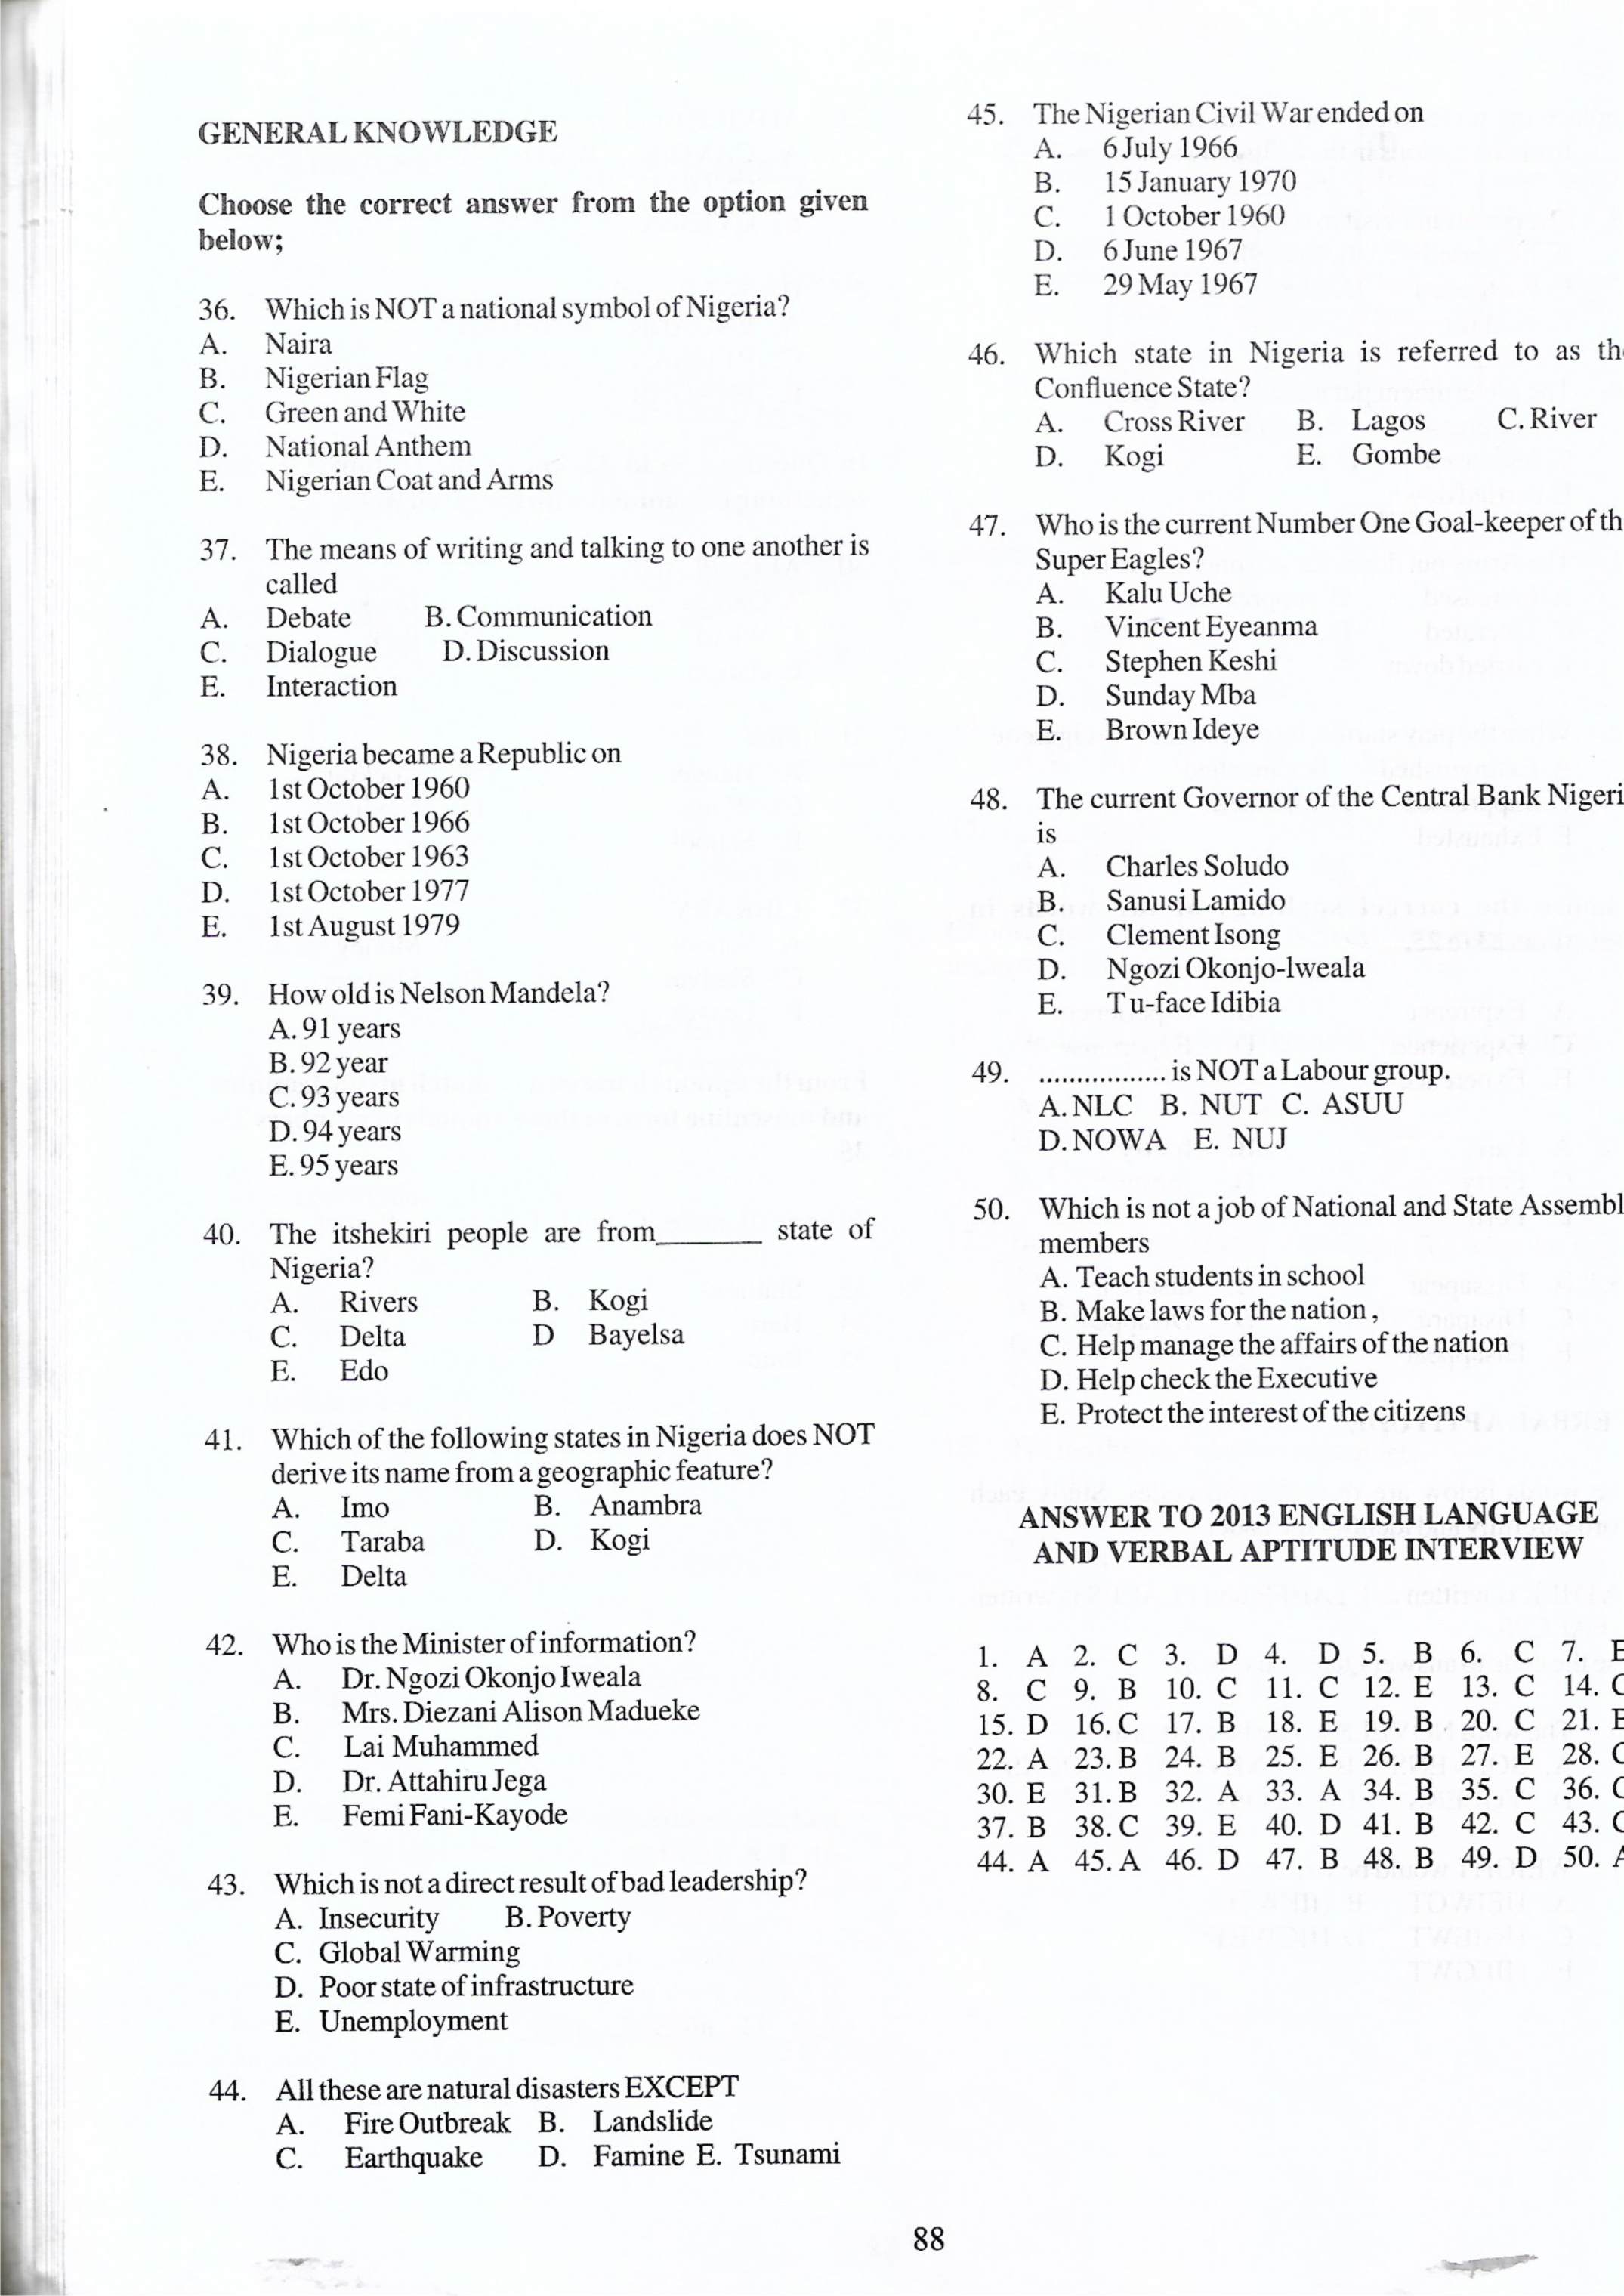 GENERAL KNOWLEDGE
Choose the correct answer from the option given
below;
36. Which is NOT a national symbol of Nigeria?
A. Naira
B. Nigerian Flag
C. Green and White
D. National Anthem
E. Nigerian Coat and Arms
37. The means of writing and talking to one another is
called
A. Debate B. Communication
C. Dialogue D. Discussion
E. Interaction
38. Nigeria became a Republic on
A. 1st October 1960
B. 1st October 1966
C. 1st October 1963
D. 1st October 1977
E. 1st August 1979
39. How old is Nelson Mandela?
A. 91 years
B. 92 year
C. 93 years
D. 94 years
E. 95 years
40. The itshekiri people are from_______ state of
Nigeria?
A. Rivers B. Kogi
C. Delta D Bayelsa
E. Edo
41. Which of the following states in Nigeria does NOT
derive its name from a geographic feature?
A. Imo B. Anambra
C. Taraba D. Kogi
E. Delta
42. Who is the Minister of information?
A. Dr. Ngozi Okonjo Iweala
B. Mrs. Diezani Alison Madueke
C. Lai Muhammed
D. Dr. Attahiru Jega
E. Femi Fani-Kayode
43. Which is not a direct result of bad leadership?
A. Insecurity B. Poverty
C. Global Warming
D. Poor state of infrastructure
E. Unemployment
44. All these are natural disasters EXCEPT
A. Fire Outbreak B. Landslide
C. Earthquake D. Famine E. Tsunami
45. The Nigerian Civil War ended on
A. 6 July 1966
B. 15 January 1970
C. 1 October 1960
D. 6 June 1967
E. 29 May 1967
46. Which state in Nigeria is referred to as th
Confluence State?
A. Cross River B. Lagos C. River
D. Kogi E. Gombe
47. Who is the current Number One Goal-keeper of th
Super Eagles?
A. Kalu Uche
B. Vincent Eyeanma
C. Stephen Keshi
D. Sunday Mba
E. Brown Ideye
48. The current Governor of the Central Bank Nigeri
is
A. Charles Soludo
B. Sanusi Lamido
C. Clement Isong
D. Ngozi Okonjo-lweala
E. Tu-face Idibia
49. ................. is NOT a Labour group.
A. NLC B. NUT C. ASUU
D. NOWA E. NUJ
50. Which is not a job of National and State Assembl
members
A. Teach students in school
B. Make laws for the nation ,
C. Help manage the affairs of the nation
D. Help check the Executive
E. Protect the interest of the citizens
ANSWER TO 2013 ENGLISH LANGUAGE
AND VERBAL APTITUDE INTERVIEW
1. A 2. C 3. D 4. D 5. B 6. C 7.
8. C 9. B 10. C 11. C 12. E 13. C 14.
15. D 16. C 17. B 18. E 19. B 20. C 21.
22. A 23. B 24. B 25. E 26. B 27. E 28.
30. E 31. B 32. A 33. A 34. B 35. C 36.
37. B 38. C 39. E 40. D 41. B 42. C 43.
44. A 45. A 46. D 47. B 48. B 49. D 50.
88